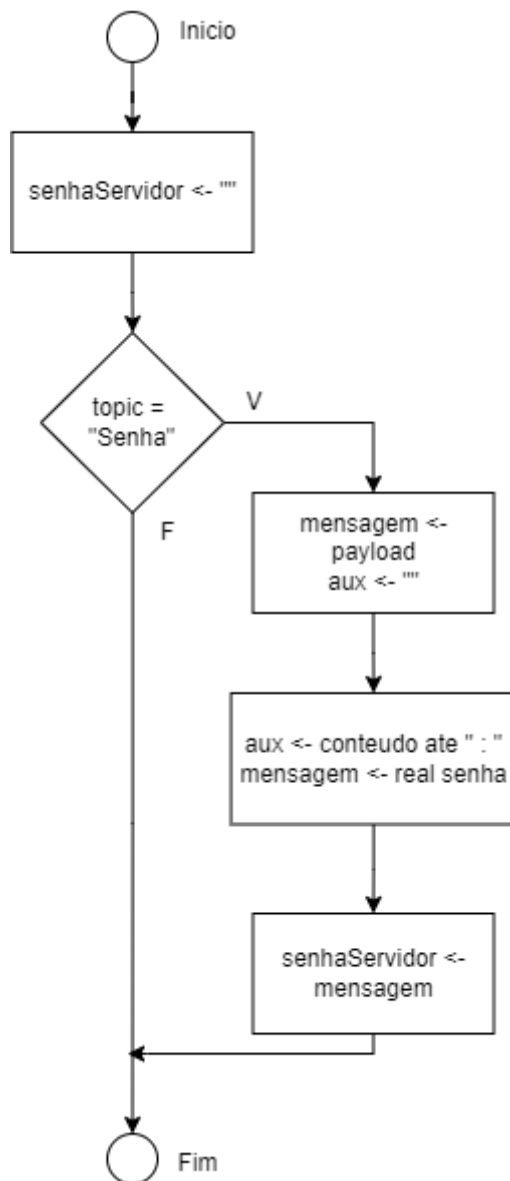 Inicio
senhaServidor <- ""
topic =
"Senha"
V
F
mensagem <-
payload
aux <- ""
aux <- conteudo ate " : "
mensagem <- real senha
senhaServidor <-
mensagem
Fim